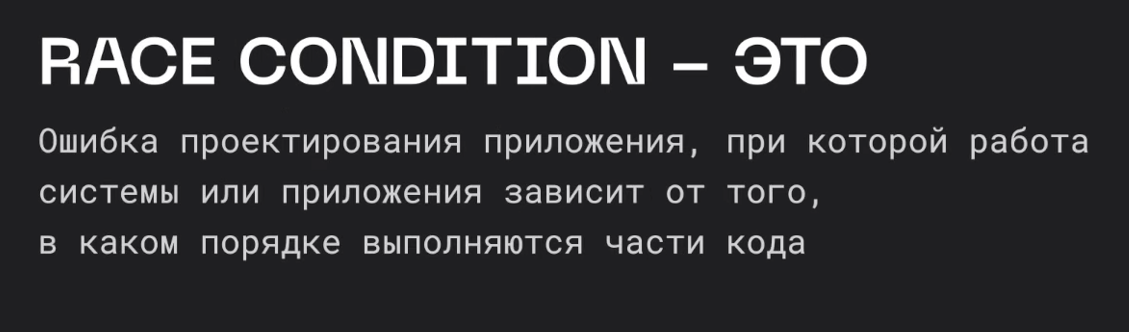 RACE CONDITION – ЭТО
Ошибка проектирования приложения, при которой работа
системы или приложения зависит от того,
в каком порядке выполняются части кода